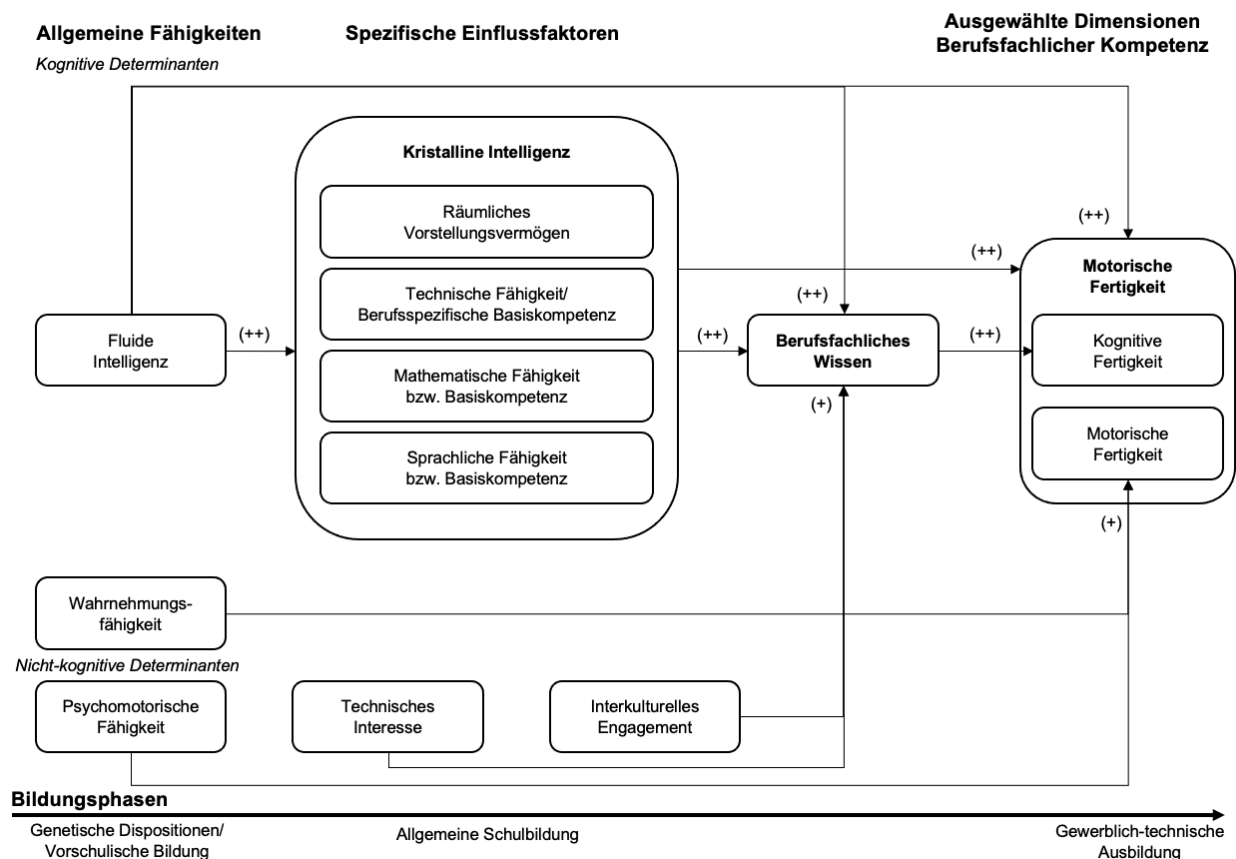 Allgemeine Fähigkeiten
Kognitive Determinanten
Spezifische Einflussfaktoren
Ausgewählte Dimensionen
Berufsfachlicher Kompetenz
Kristalline Intelligenz
Räumliches
Vorstellungsvermögen
Technische Fähigkeit/
Berufsspezifische Basiskompetenz
Mathematische Fähigkeit
bzw. Basiskompetenz
Sprachliche Fähigkeit
bzw. Basiskompetenz
Fluide
Intelligenz
(++)
(++)
(++)
(++)
Berufsfachliches
Wissen
(+)
(++)
(++)
Motorische
Fertigkeit
Kognitive
Fertigkeit
Motorische
Fertigkeit
(+)
Wahrnehmungs-
fähigkeit
Nicht-kognitive Determinanten
Psychomotorische
Fähigkeit
Technisches
Interesse
Interkulturelles
Engagement
Bildungsphasen
Genetische Dispositionen/
Vorschulische Bildung
Allgemeine Schulbildung
Gewerblich-technische
Ausbildung